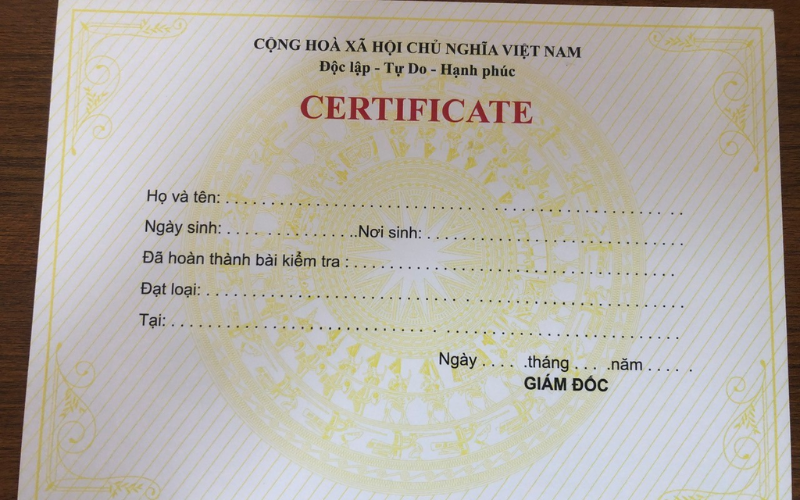 CỘNG HOÀ XÃ HỘI CHỦ NGHĨA VIỆT NAM
Độc lập - Tự Do - Hạnh phúc
CERTIFICATE
Họ và tên: . . . . . . . . . . . . . . . . . . . . . . . . . . . . . . . . . . . . . . . . . . . . . . . . . .
Ngày sinh: . . . . . . . . . . . . . . ..Nơi sinh: . . . . . . . . . . . . . . . . . . . . . . . . . . . .
Đã hoàn thành bài kiểm tra : . . . . . . . . . . . . . . . . . . . . . . . . . . . . . . . . . . .
Đạt loại: . . . . . . . . . . . . . . . . . . . . . . . . . . . . . . . . . . . . . . . . . . . . . . . . . . .
Tại: . . . . . . . . . . . . . . . . . . . . . . . . . . . . . . . . . . . . . . . . . . . . . . . . . . . . . .
Ngày . . . . .tháng . . . .năm . . . . .
GIÁM ĐỐC